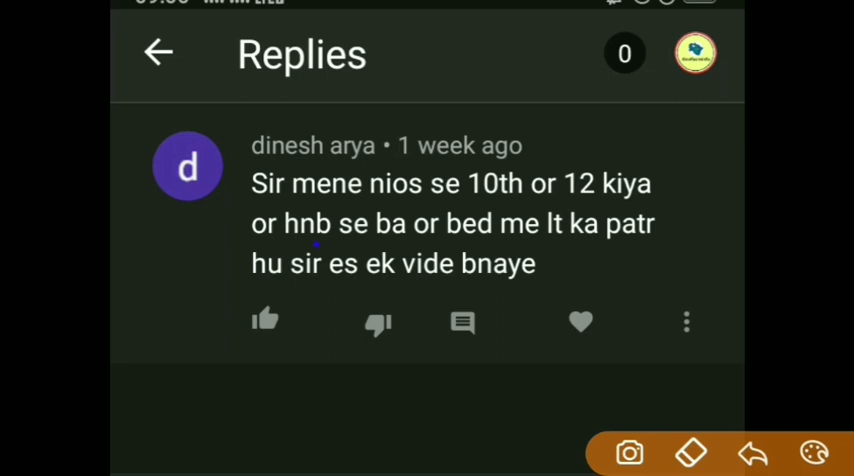 Replies
0
d
dinesh arya • 1 week ago
Sir mene nios se 10th or 12 kiya
or hnb se ba or bed me lt ka patr
hu sir es ek vide bnaye